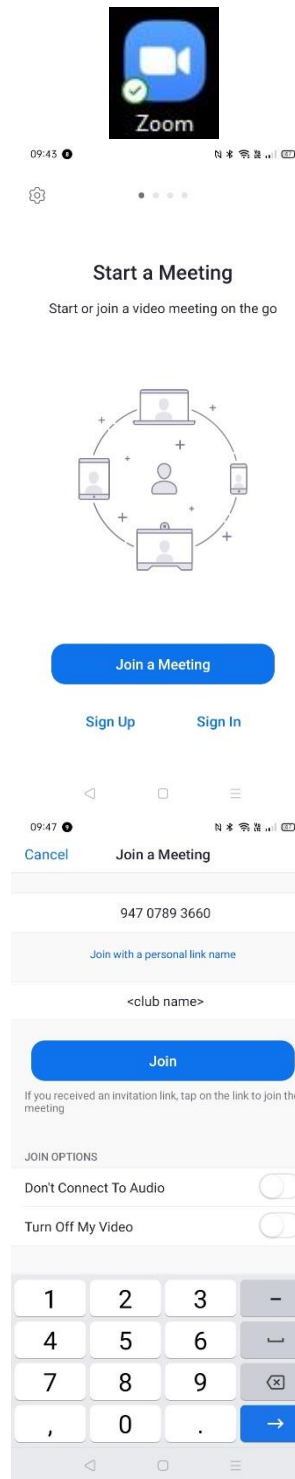 Zoom
09:43
Start a Meeting
Start or join a video meeting on the go
Join a Meeting
Sign Up Sign In
09:47
Cancel Join a Meeting
947 0789 3660
Join with a personal link name
<club name>
Join
If you received an invitation link, tap on the link to join the
meeting
JOIN OPTIONS
Don't Connect To Audio
Turn Off My Video
1 2 3 -
4 5 6
7 8 9
, 0 .